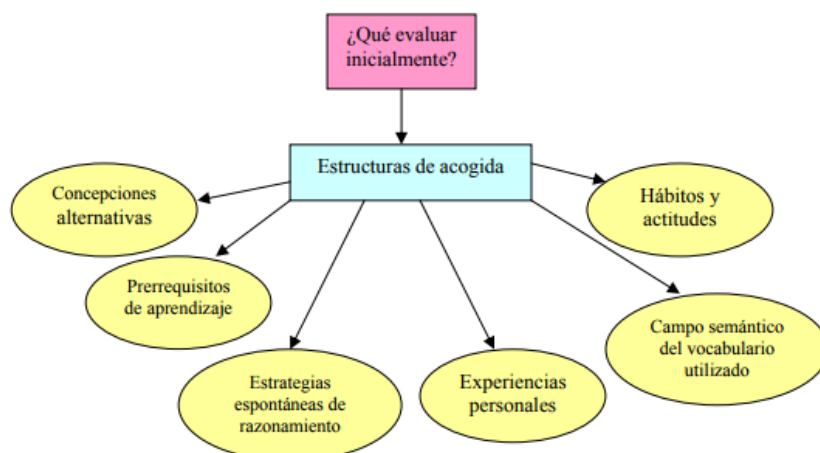 ¿Qué evaluar
inicialmente?
Estructuras de acogida
Concepciones
alternativas
Hábitos y
actitudes
Prerrequisitos
de aprendizaje
Campo semántico
del vocabulario
utilizado
Estrategias
espontáneas de
razonamiento
Experiencias
personales